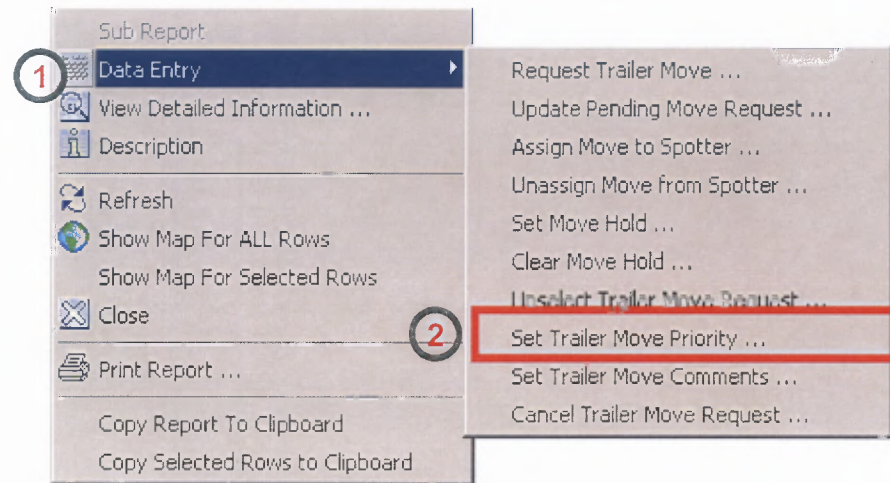 Sub Report
1
Data Entry
View Detailed Information ...
Description
Refresh
Show Map For ALL Rows
Show Map For Selected Rows
Close
Print Report ...
Copy Report To Clipboard
Copy Selected Rows to Clipboard
Request Trailer Move ...
Update Pending Move Request ...
Assign Move to Spotter ...
Unassign Move from Spotter ...
Set Move Hold ...
Clear Move Hold ...
Unselect Trailer Move Request ...
2
Set Trailer Move Priority ...
Set Trailer Move Comments ...
Cancel Trailer Move Request ...